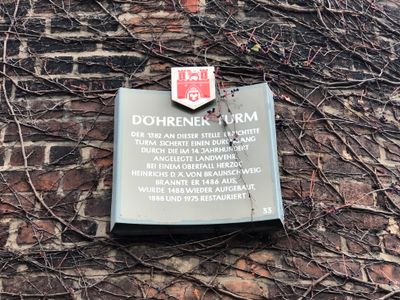 DÖHRENER TURM
DER 1382 AN DIESER STELLE ERRICHTETE
TURM SICHERTE EINEN DURCHGANG
DURCH DIE IM 14. JAHRHUNDERT
ANGELEGTE LANDWEHR.
BEI EINEM ÜBERFALL HERZOG
HEINRICHS D. Ä. VON BRAUNSCHWEIG
BRANNTE ER 1486 AUS,
WURDE 1488 WIEDER AUFGEBAUT,
1888 UND 1975 RESTAURIERT.
33